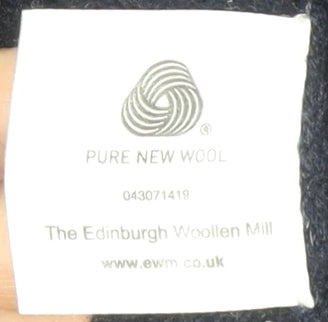 ®
PURE NEW WOOL
043071419
The Edinburgh Woollen Mill
www.ewm.co.uk